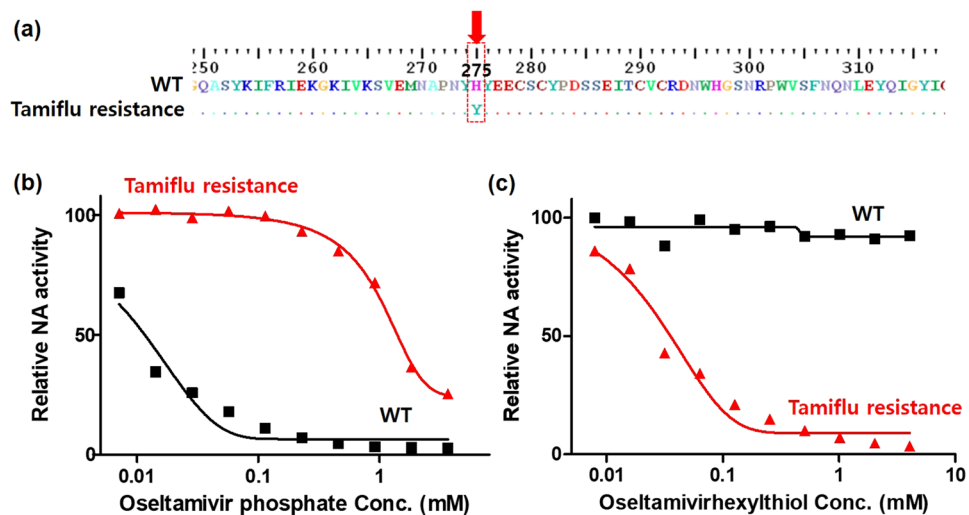 (a)
250 260 270 275 280 290 300 310
WT GQASYKIFRIEKGKIVKSVEMNAPNYHYEECSCYPDSSEITCVCRDNWHGSNRPWVSFNQNLEYQIGYIC
Tamiflu resistance Y
(b)
Tamiflu resistance
Relative NA activity
100
50
0
WT
0.01 0.1 1
Oseltamivir phosphate Conc. (mM)
(c)
WT
Relative NA activity
100
50
0
Tamiflu resistance
0.01 0.1 1 10
Oseltamivirhexylthiol Conc. (mM)